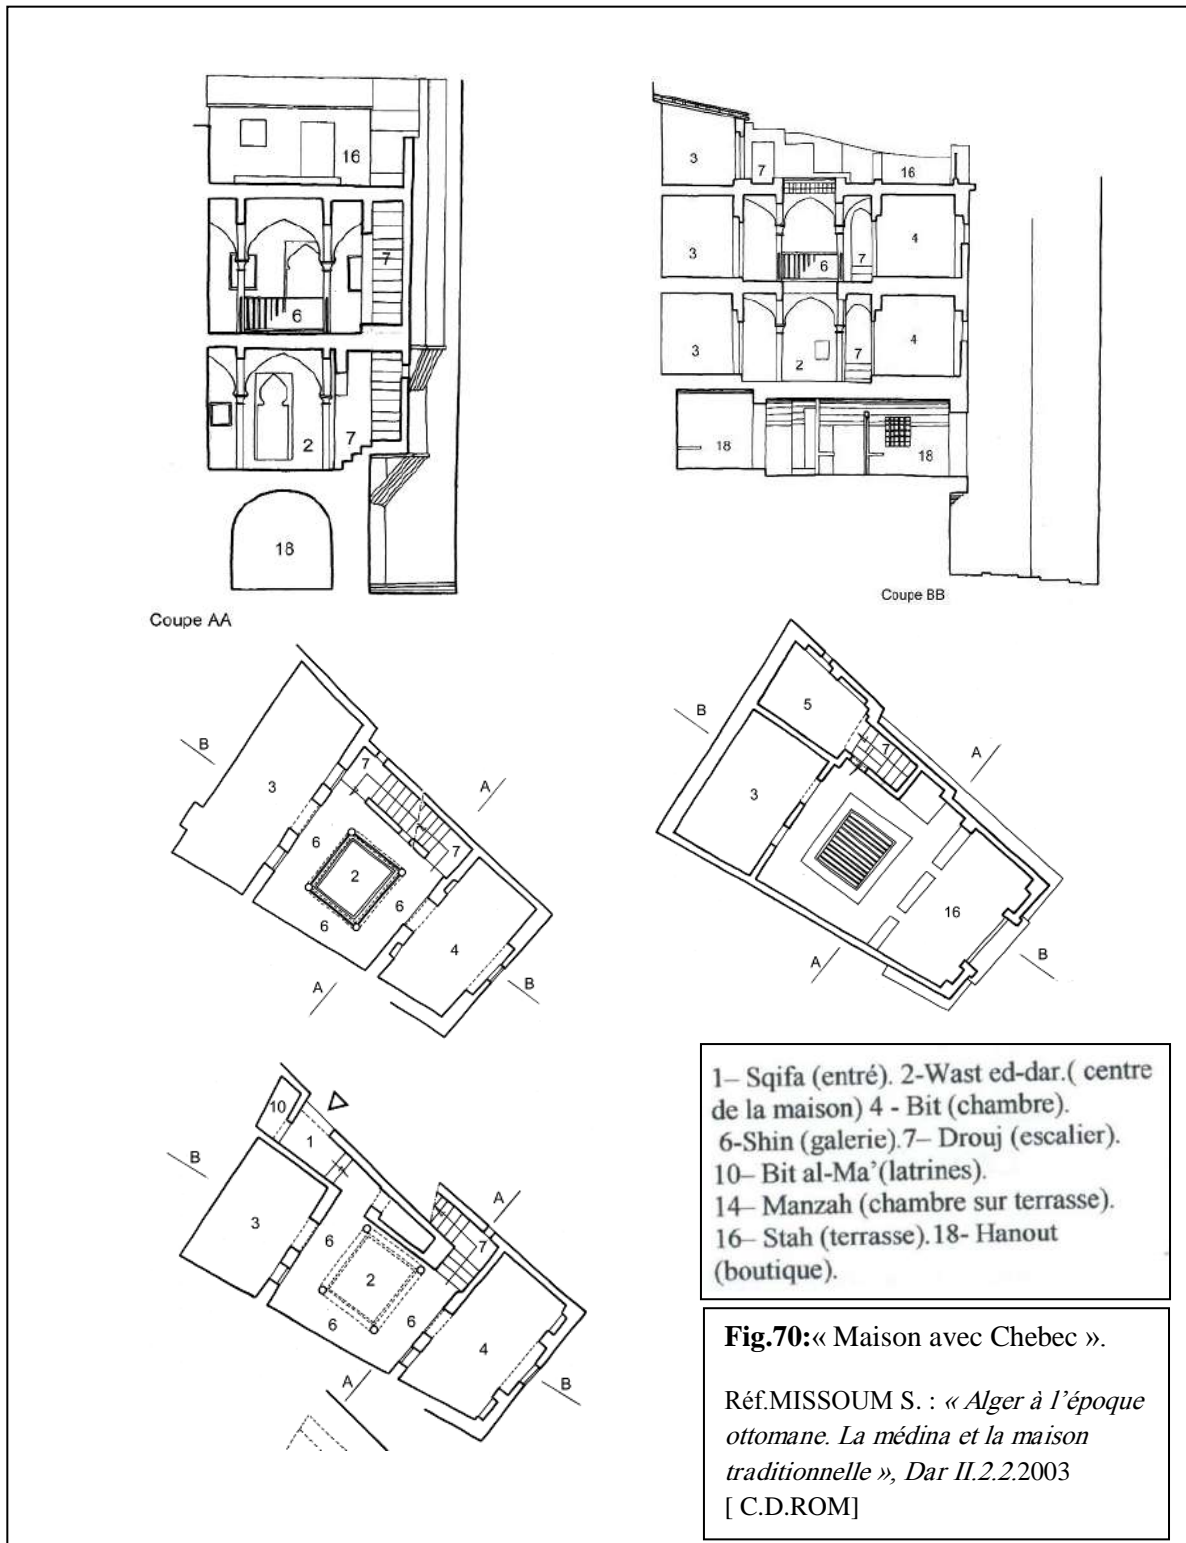 16
7
6
2
7
18
Coupe AA
3
7
16
3
6
7
4
3
2
7
4
18
18
Coupe BB
B
3
7
A
6
2
7
6
6
4
A
B
B
5
7
A
3
16
A
B
10
1
B
3
6
A
7
2
6
6
4
A
B
1– Sqifa (entré). 2-Wast ed-dar.( centre
de la maison) 4 - Bit (chambre).
6-Shin (galerie).7– Drouj (escalier).
10– Bit al-Ma’(latrines).
14– Manzah (chambre sur terrasse).
16– Stah (terrasse).18- Hanout
(boutique).
Fig.70:« Maison avec Chebec ».
Réf.MISSOUM S. : « Alger à l’époque
ottomane. La médina et la maison
traditionnelle », Dar II.2.2.2003
[ C.D.ROM]